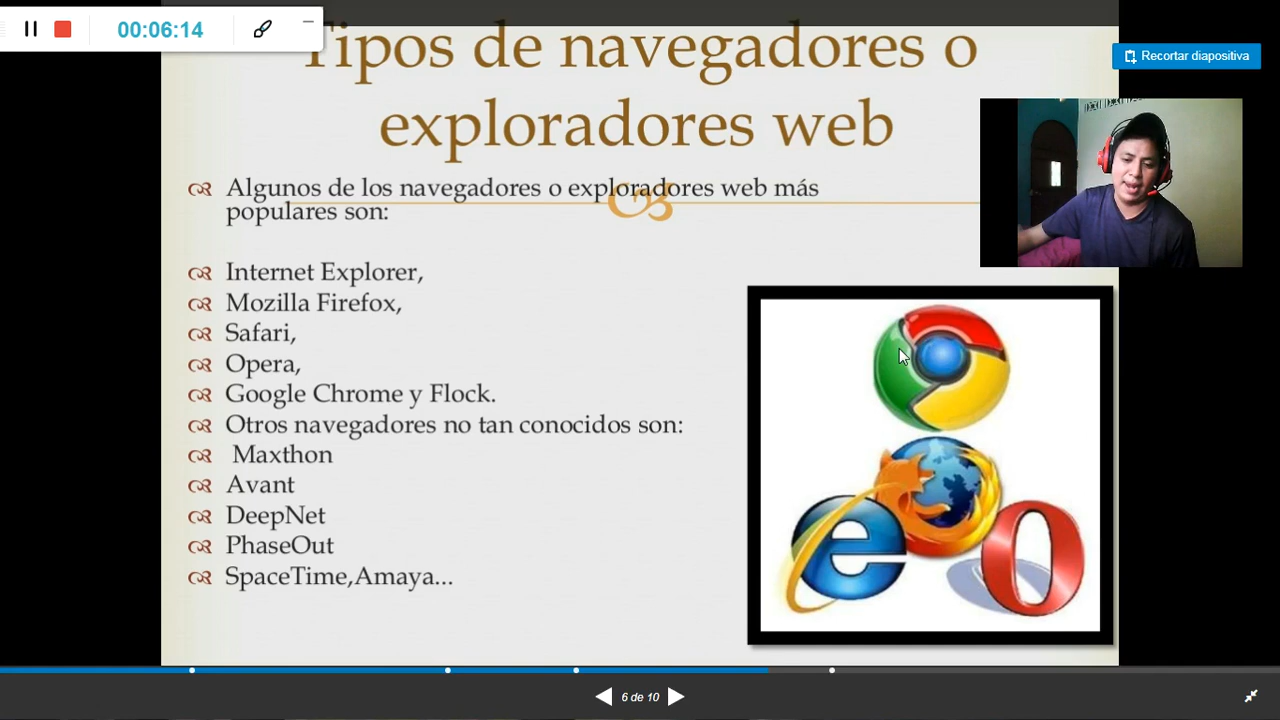 00:06:14
Tipos de navegadores o
exploradores web
Recortar diapositiva
Algunos de los navegadores o exploradores web más
populares son:
Internet Explorer,
Mozilla Firefox,
Safari,
Opera,
Google Chrome y Flock.
Otros navegadores no tan conocidos son:
Maxthon
Avant
DeepNet
PhaseOut
SpaceTime,Amaya...
6 de 10